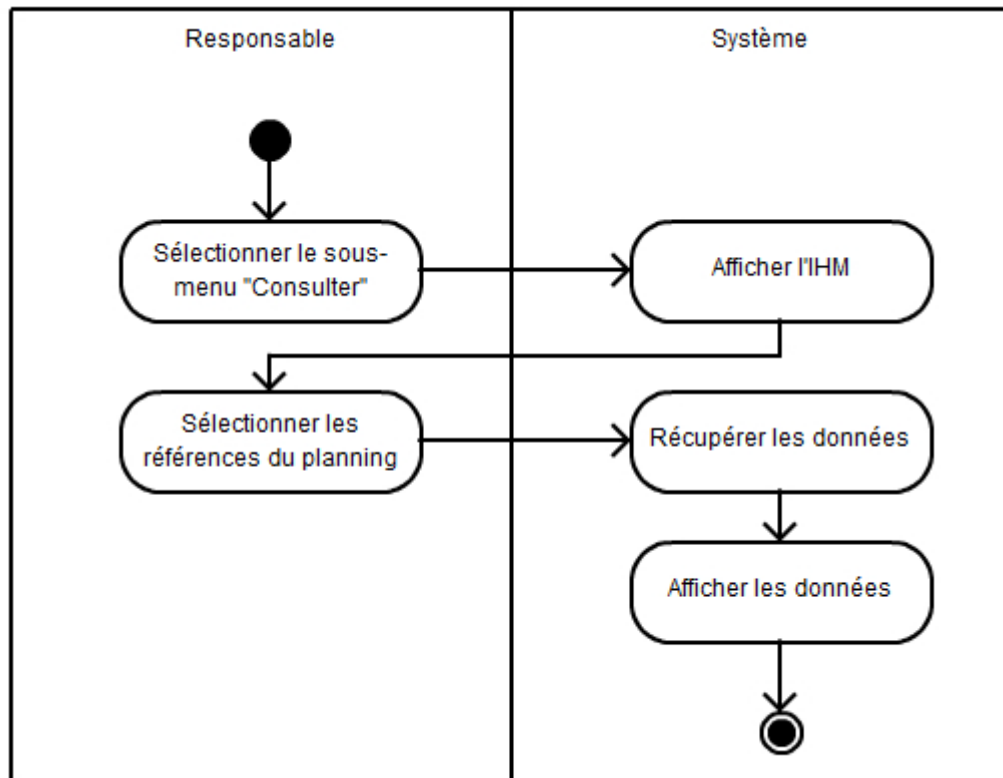 Responsable
Système
Sélectionner le sous-
menu "Consulter"
Afficher l'IHM
Sélectionner les
références du planning
Récupérer les données
Afficher les données